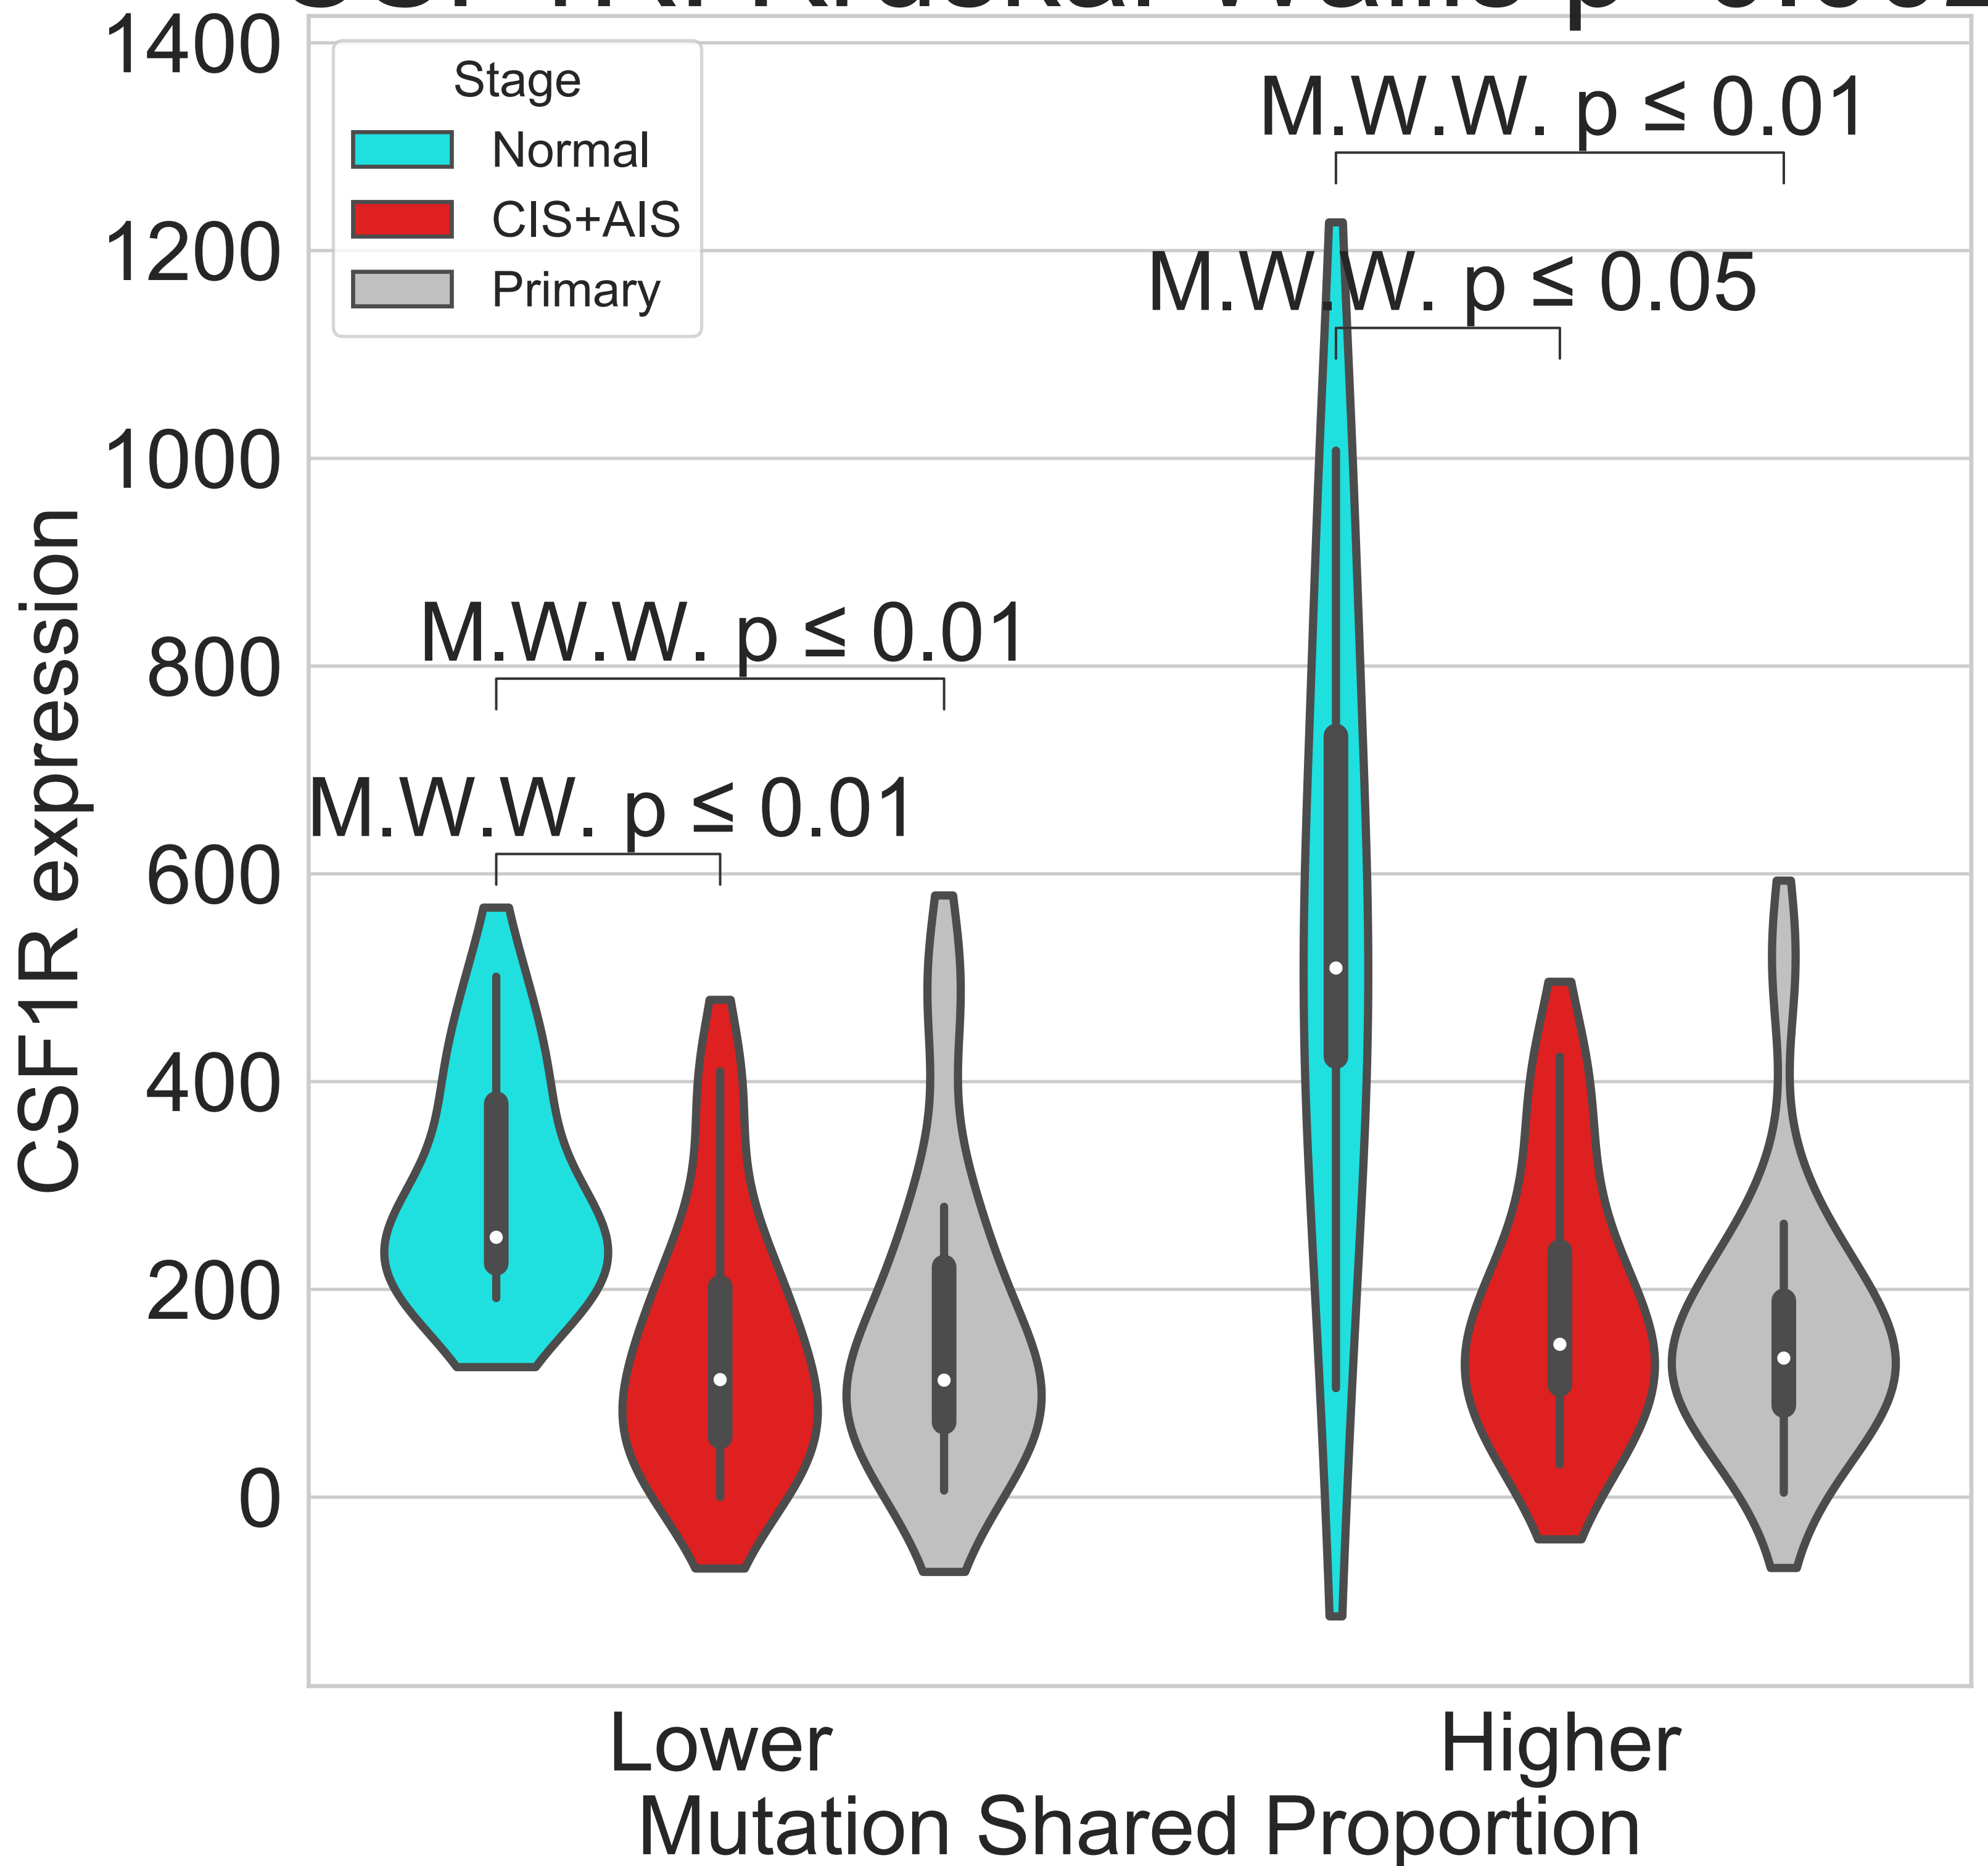 1400
1200
1000
800
600
400
200
0
CSF1R expression
Stage
Normal
CIS+AIS
Primary
M.W.W. p ≤ 0.01
M.W.W. p ≤ 0.05
M.W.W. p ≤ 0.01
M.W.W. p ≤ 0.01
Lower
Higher
Mutation Shared Proportion